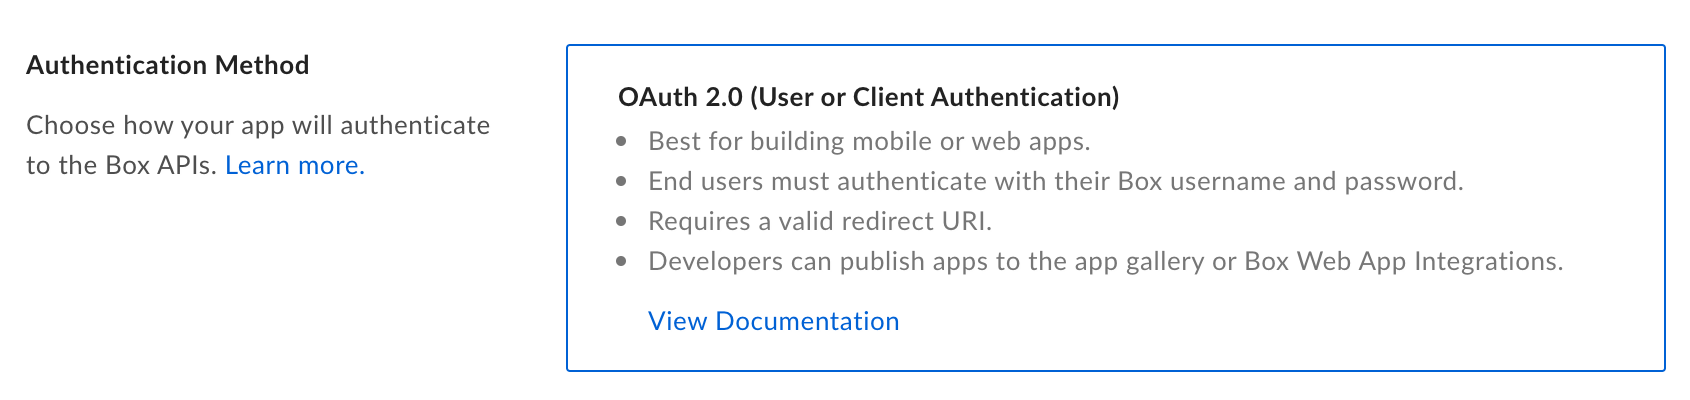 Authentication Method
Choose how your app will authenticate
to the Box APIs. Learn more.
OAuth 2.0 (User or Client Authentication)
Best for building mobile or web apps.
End users must authenticate with their Box username and password.
Requires a valid redirect URI.
Developers can publish apps to the app gallery or Box Web App Integrations.
View Documentation